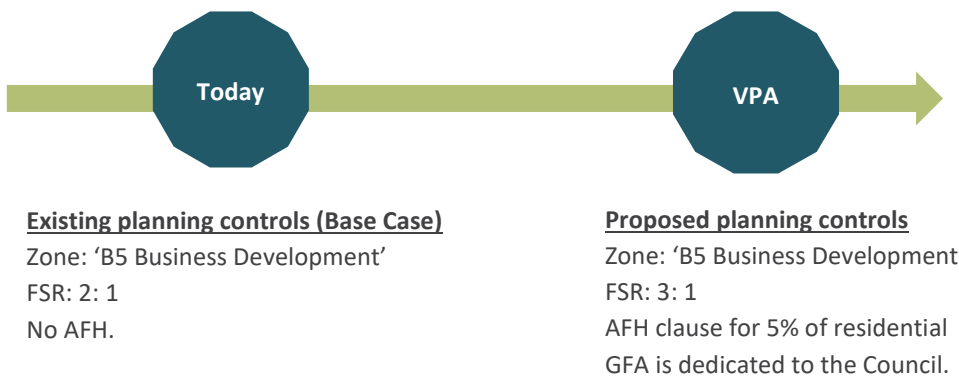 Today
VPA
Existing planning controls (Base Case)
Zone: ‘B5 Business Development’
FSR: 2: 1
No AFH.
Proposed planning controls
Zone: ‘B5 Business Development
FSR: 3: 1
AFH clause for 5% of residential
GFA is dedicated to the Council.